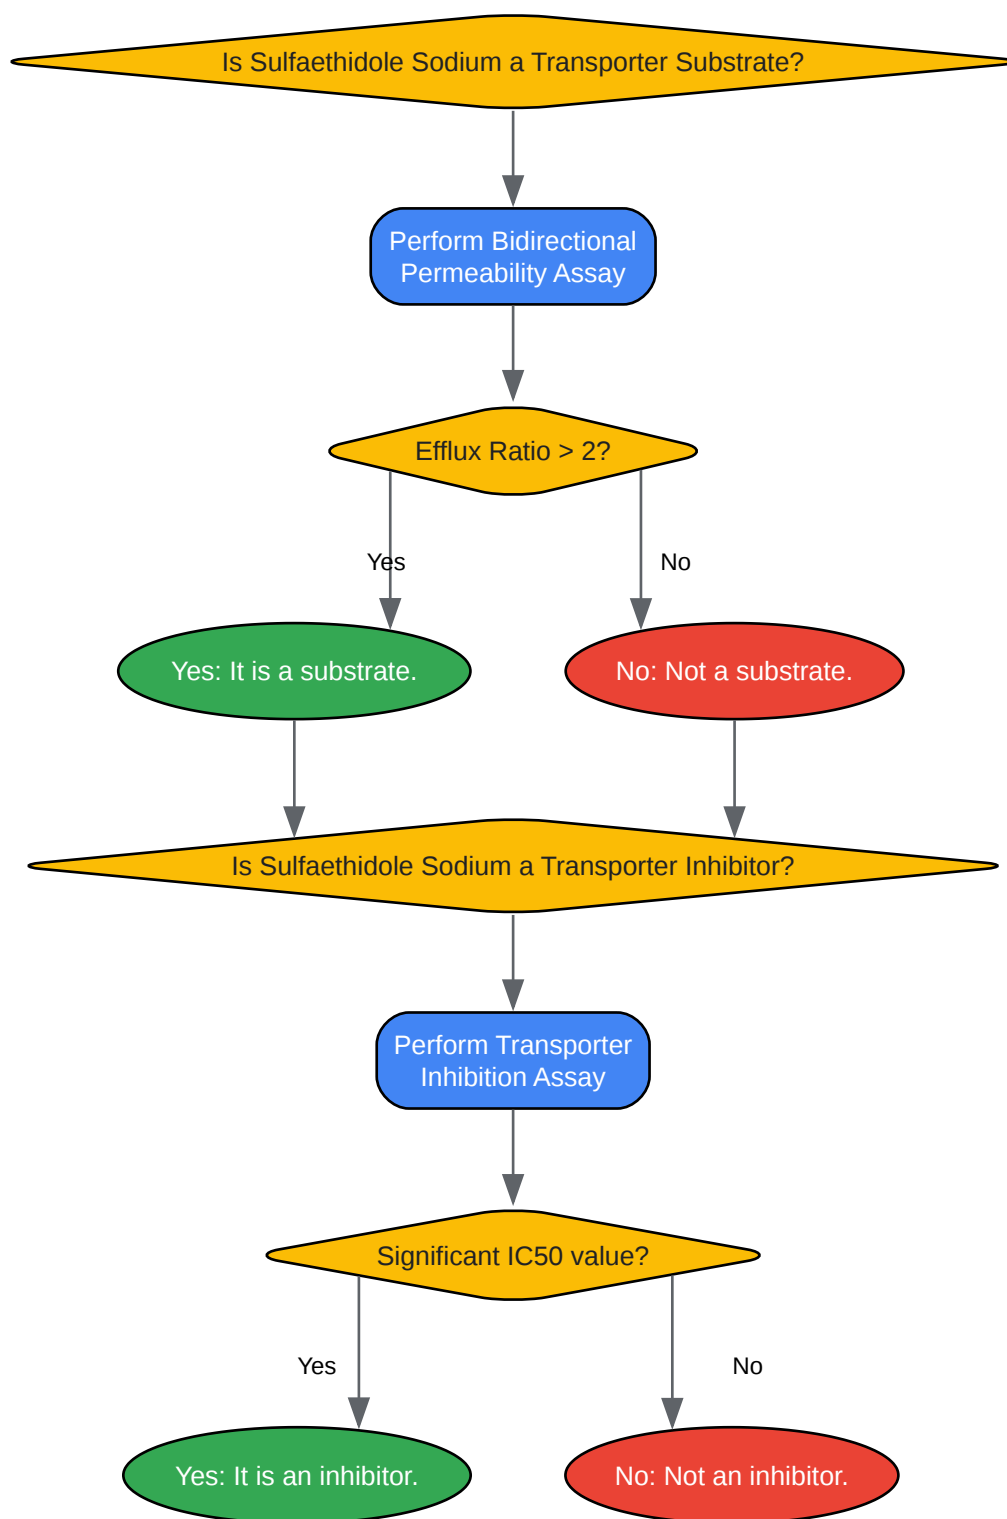 Is Sulfaethidole Sodium a Transporter Substrate?
Perform Bidirectional
Permeability Assay
Efflux Ratio > 2?
Yes
No
Yes: It is a substrate.
No: Not a substrate.
Is Sulfaethidole Sodium a Transporter Inhibitor?
Perform Transporter
Inhibition Assay
Significant IC50 value?
Yes
No
Yes: It is an inhibitor.
No: Not an inhibitor.